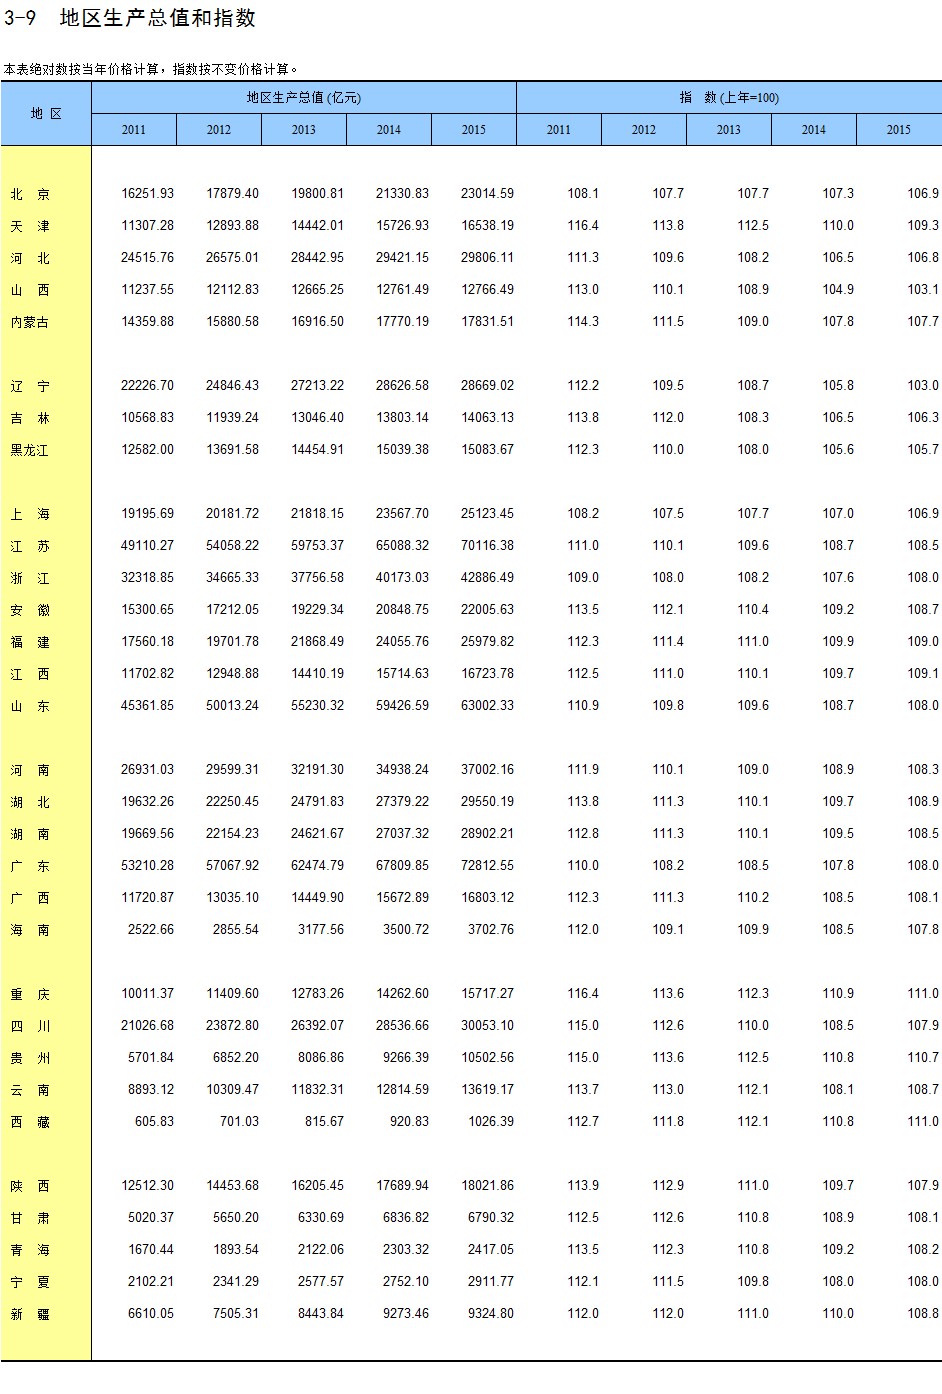 3-9 地区生产总值和指数
本表绝对数按当年价格计算，指数按不变价格计算。
地 区 地区生产总值 (亿元) 指 数 (上年=100)
2011 2012 2013 2014 2015 2011 2012 2013 2014 2015
北 京 16251.93 17879.40 19800.81 21330.83 23014.59 108.1 107.7 107.7 107.3 106.9
天 津 11307.28 12893.88 14442.01 15726.93 16538.19 116.4 113.8 112.5 110.0 109.3
河 北 24515.76 26575.01 28442.95 29421.15 29806.11 111.3 109.6 108.2 106.5 106.8
山 西 11237.55 12112.83 12665.25 12761.49 12766.49 113.0 110.1 108.9 104.9 103.1
内蒙古 14359.88 15880.58 16916.50 17770.19 17831.51 114.3 111.5 109.0 107.8 107.7
辽 宁 22226.70 24846.43 27213.22 28626.58 28669.02 112.2 109.5 108.7 105.8 103.0
吉 林 10568.83 11939.24 13046.40 13803.14 14063.13 113.8 112.0 108.3 106.5 106.3
黑龙江 12582.00 13691.58 14454.91 15039.38 15083.67 112.3 110.0 108.0 105.6 105.7
上 海 19195.69 20181.72 21818.15 23567.70 25123.45 108.2 107.5 107.7 107.0 106.9
江 苏 49110.27 54058.22 59753.37 65088.32 70116.38 111.0 110.1 109.6 108.7 108.5
浙 江 32318.85 34665.33 37756.58 40173.03 42886.49 109.0 108.0 108.2 107.6 108.0
安 徽 15300.65 17212.05 19229.34 20848.75 22005.63 113.5 112.1 110.4 109.2 108.7
福 建 17560.18 19701.78 21868.49 24055.76 25979.82 112.3 111.4 111.0 109.9 109.0
江 西 11702.82 12948.88 14410.19 15714.63 16723.78 112.5 111.0 110.1 109.7 109.1
山 东 45361.85 50013.24 55230.32 59426.59 63002.33 110.9 109.8 109.6 108.7 108.0
河 南 26931.03 29599.31 32191.30 34938.24 37002.16 111.9 110.1 109.0 108.9 108.3
湖 北 19632.26 22250.45 24791.83 27379.22 29550.19 113.8 111.3 110.1 109.7 108.9
湖 南 19669.56 22154.23 24621.67 27037.32 28902.21 112.8 111.3 110.1 109.5 108.5
广 东 53210.28 57067.92 62474.79 67809.85 72812.55 110.0 108.2 108.5 107.8 108.0
广 西 11720.87 13035.10 14449.90 15672.89 16803.12 112.3 111.3 110.2 108.5 108.1
海 南 2522.66 2855.54 3177.56 3500.72 3702.76 112.0 109.1 109.9 108.5 107.8
重 庆 10011.37 11409.60 12783.26 14262.60 15717.27 116.4 113.6 112.3 110.9 111.0
四 川 21026.68 23872.80 26392.07 28536.66 30053.10 115.0 112.6 110.0 108.5 107.9
贵 州 5701.84 6852.20 8086.86 9266.39 10502.56 115.0 113.6 112.5 110.8 110.7
云 南 8893.12 10309.47 11832.31 12814.59 13619.17 113.7 113.0 112.1 108.1 108.7
西 藏 605.83 701.03 815.67 920.83 1026.39 112.7 111.8 112.1 110.8 111.0
陕 西 12512.30 14453.68 16205.45 17689.94 18021.86 113.9 112.9 111.0 109.7 107.9
甘 肃 5020.37 5650.20 6330.69 6836.82 6790.32 112.5 112.6 110.8 108.9 108.1
青 海 1670.44 1893.54 2122.06 2303.32 2417.05 113.5 112.3 110.8 109.2 108.2
宁 夏 2102.21 2341.29 2577.57 2752.10 2911.77 112.1 111.5 109.8 108.0 108.0
新 疆 6610.05 7505.31 8443.84 9273.46 9324.80 112.0 112.0 111.0 110.0 108.8